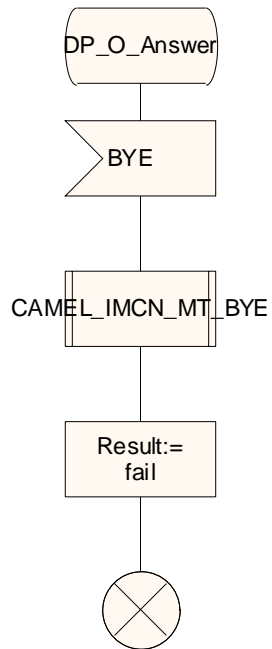 DP_O_Answer
BYE
CAMEL_IMCN_MT_BYE
Result:=
fail